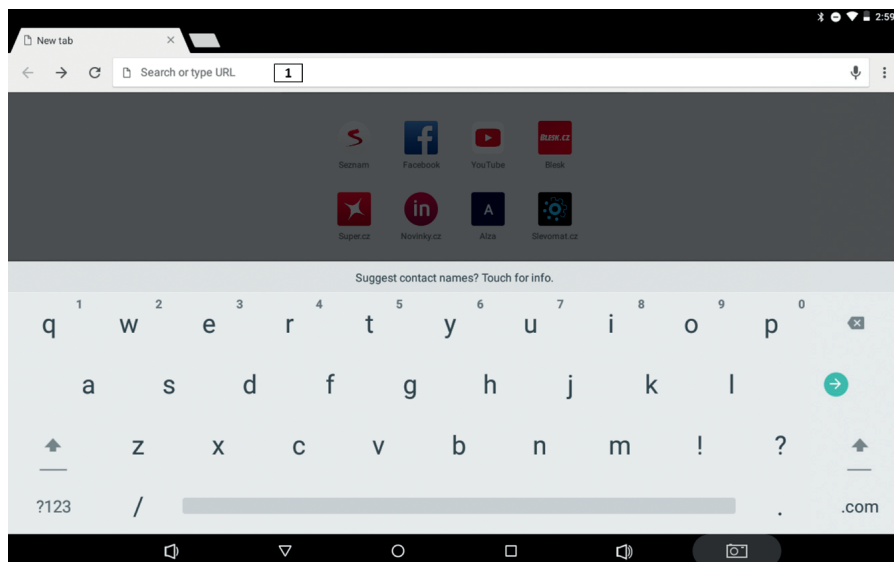 2:59
New tab
Search or type URL 1
BLESK.CZ
Seznam Facebook YouTube Blesk
in A
Super.cz Novinky.cz Alza Slevomat.cz
Suggest contact names? Touch for info.
1 2 3 4 5 6 7 8 9 0
q w e r t y u i o p
a s d f g h j k l
z x c v b n m ! ?
?123 / . .com